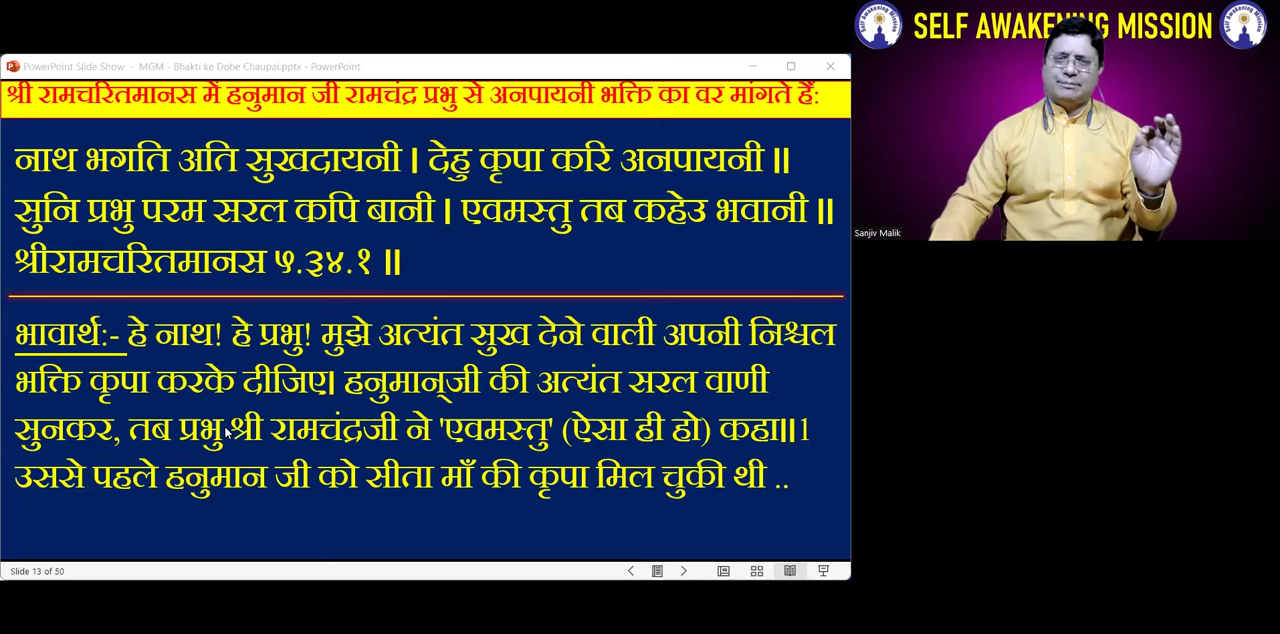 PowerPoint Slide Show - MGM - Bhakti ke Dohe Chaupai.pptx - PowerPoint
श्री रामचरितमानस में हनुमान जी रामचंद्र प्रभु से अनपायनी भक्ति का वर मांगते हैं:
नाथ भगति अति सुखदायनी । देहु कृपा करि अनपायनी ॥
सुनि प्रभु परम सरल कपि बानी । एवमस्तु तब कहेउ भवानी ॥
श्रीरामचरितमानस ५.३४.१ ॥
भावार्थ:- हे नाथ! हे प्रभु! मुझे अत्यंत सुख देने वाली अपनी निश्चल
भक्ति कृपा करके दीजिए। हनुमान्‌जी की अत्यंत सरल वाणी
सुनकर, तब प्रभु श्री रामचंद्रजी ने 'एवमस्तु' (ऐसा ही हो) कहा॥1
उससे पहले हनुमान जी को सीता माँ की कृपा मिल चुकी थी ..
Slide 13 of 50
SELF AWAKENING MISSION
Sanjiv Malik